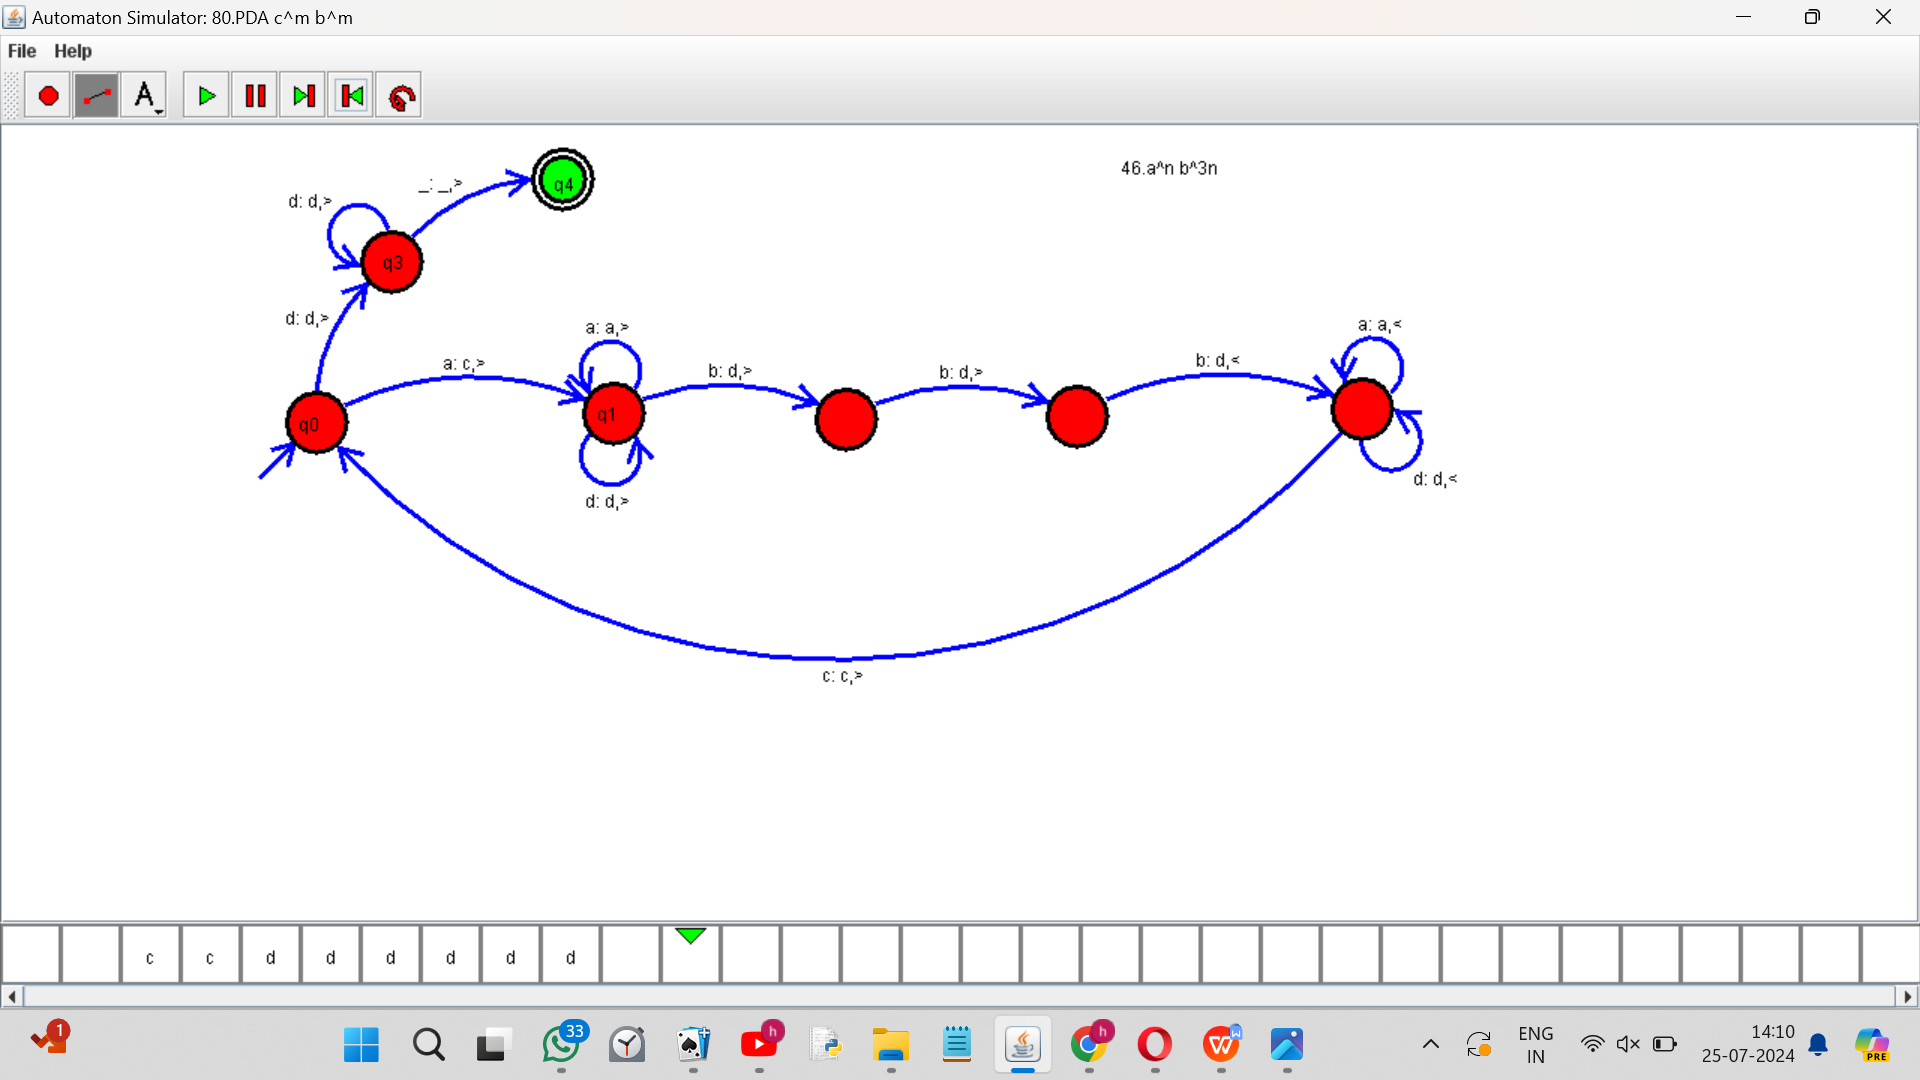 Automaton Simulator: 80.PDA c^m b^m
File Help
A
46.a^n b^3n
_: _,>
q4
d: d,>
q3
d: d,>
a: a,>
a: a,<
a: c,>
b: d,>
b: d,>
b: d,<
q0
q1
d: d,>
d: d,<
c: c,>
c c d d d d d d
1
33
h
h
W
W
PRE
ENG
IN
14:10
25-07-2024